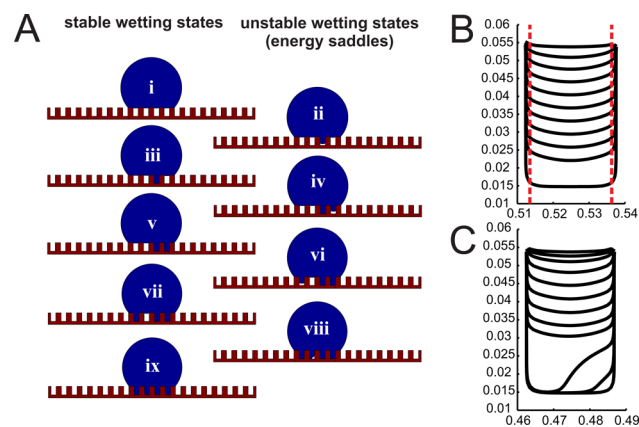 A
stable wetting states
unstable wetting states
(energy saddles)
i
ii
iii
iv
v
vi
vii
viii
ix
B
0.06
0.055
0.05
0.045
0.04
0.035
0.03
0.025
0.02
0.015
0.01
0.51 0.52 0.53 0.54
C
0.06
0.055
0.05
0.045
0.04
0.035
0.03
0.025
0.02
0.015
0.01
0.46 0.47 0.48 0.49